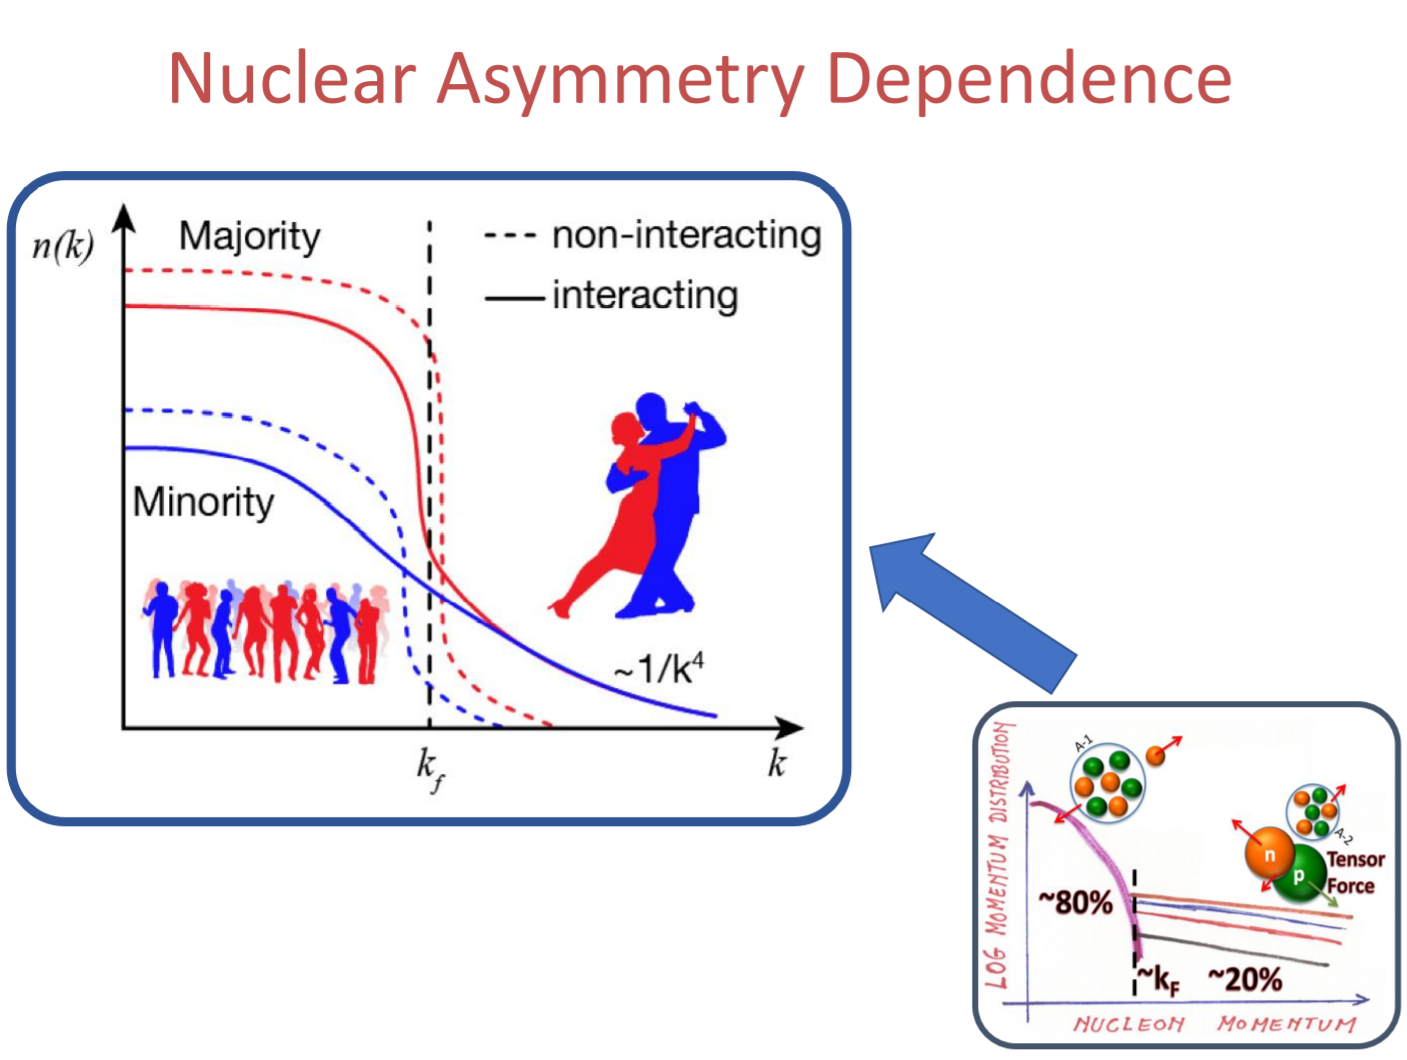 Nuclear Asymmetry Dependence
n(k)
Majority
--- non-interacting
— interacting
Minority
~1/k⁴
k_f
k
LOG MOMENTUM DISTRIBUTION
A-1
A-2
n
p
Tensor
Force
~80%
~k_F
~20%
NUCLEON MOMENTUM